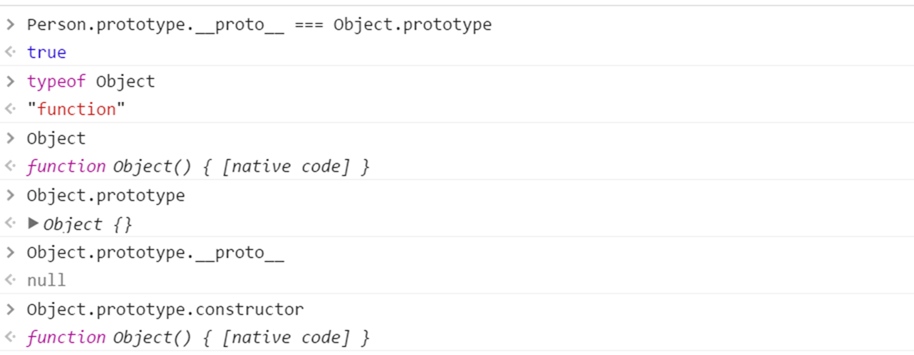 > Person.prototype.__proto__ === Object.prototype
< true
> typeof Object
< "function"
> Object
< function Object() { [native code] }
> Object.prototype
< ▶ Object {}
> Object.prototype.__proto__
< null
> Object.prototype.constructor
< function Object() { [native code] }